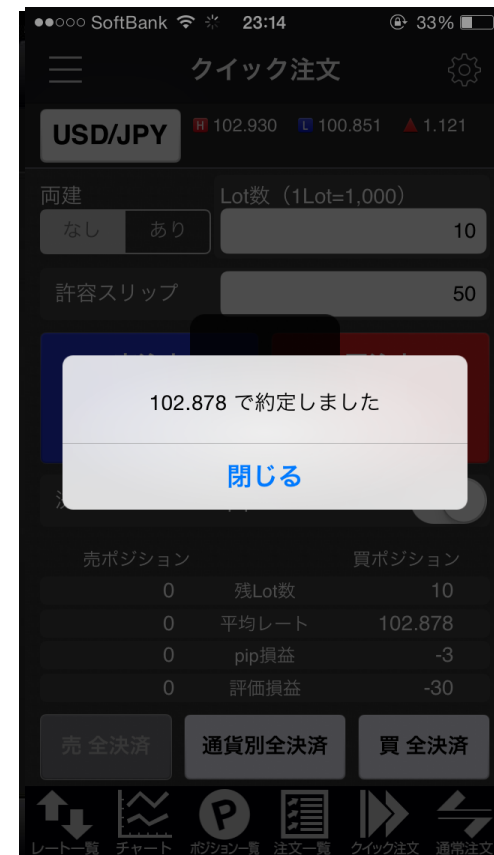 SoftBank 23:14 33%
クイック注文
USD/JPY H 102.930 L 100.851 ▲ 1.121
両建 Lot数（1Lot=1,000）
なし あり 10
許容スリップ 50
102.878 で約定しました
閉じる
売ポジション 買ポジション
0 残Lot数 10
0 平均レート 102.878
0 pip損益 -3
0 評価損益 -30
売 全決済 通貨別全決済 買 全決済
P
レート一覧 チャート ポジション一覧 注文一覧 クイック注文 通常注文